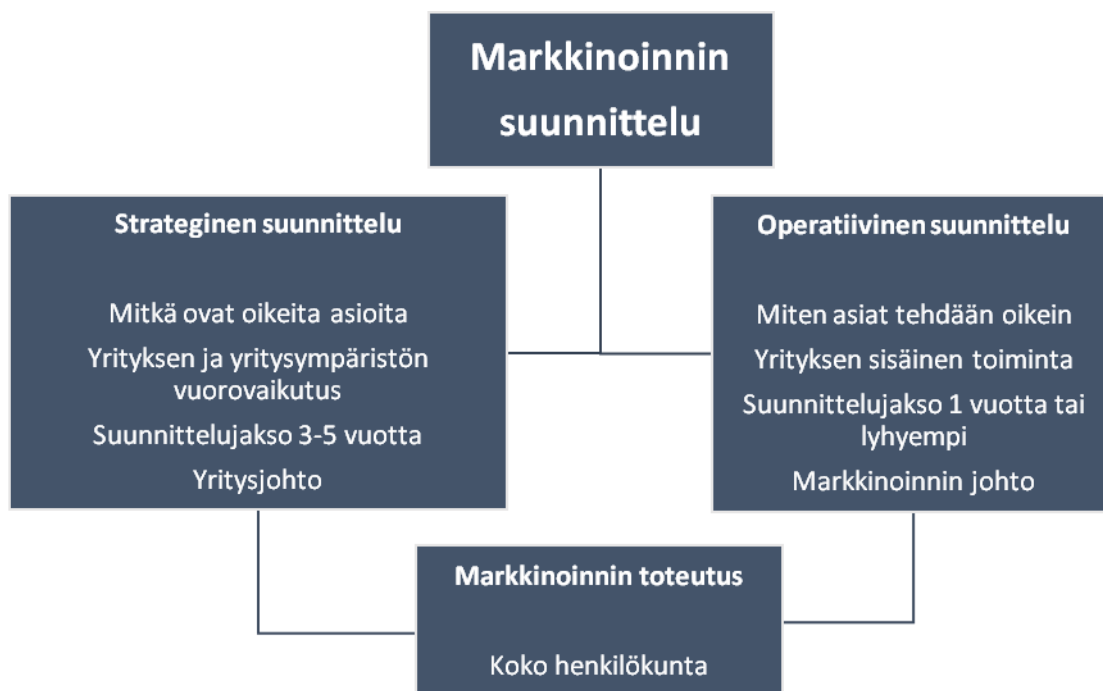 Markkinoinnin
suunnittelu
Strateginen suunnittelu
Mitkä ovat oikeita asioita
Yrityksen ja yritysympäristön
vuorovaikutus
Suunnittelujakso 3-5 vuotta
Yritysjohto
Operatiivinen suunnittelu
Miten asiat tehdään oikein
Yrityksen sisäinen toiminta
Suunnittelujakso 1 vuotta tai
lyhyempi
Markkinoinnin johto
Markkinoinnin toteutus
Koko henkilökunta